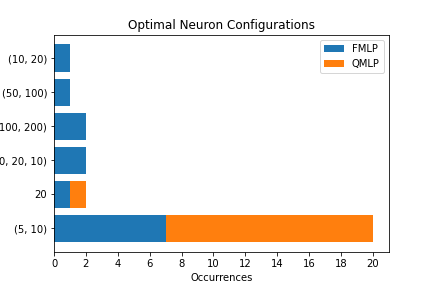 Optimal Neuron Configurations
FMLP
QMLP
(10, 20)
(50, 100)
100, 200)
0, 20, 10)
20
(5, 10)
0 2 4 6 8 10 12 14 16 18 20
Occurrences